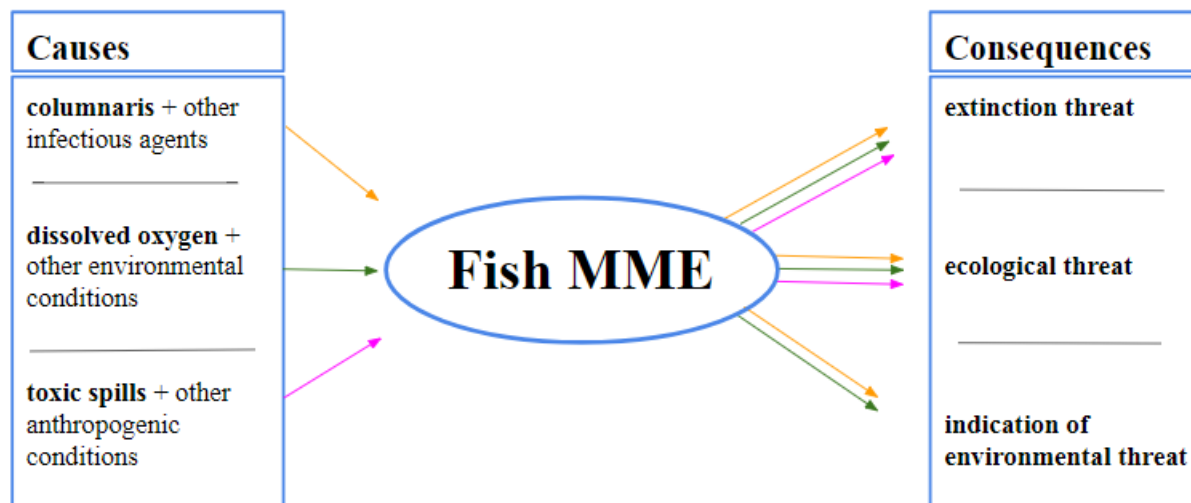 Causes
columnaris + other
infectious agents
dissolved oxygen +
other environmental
conditions
toxic spills + other
anthropogenic
conditions
Fish MME
Consequences
extinction threat
ecological threat
indication of
environmental threat